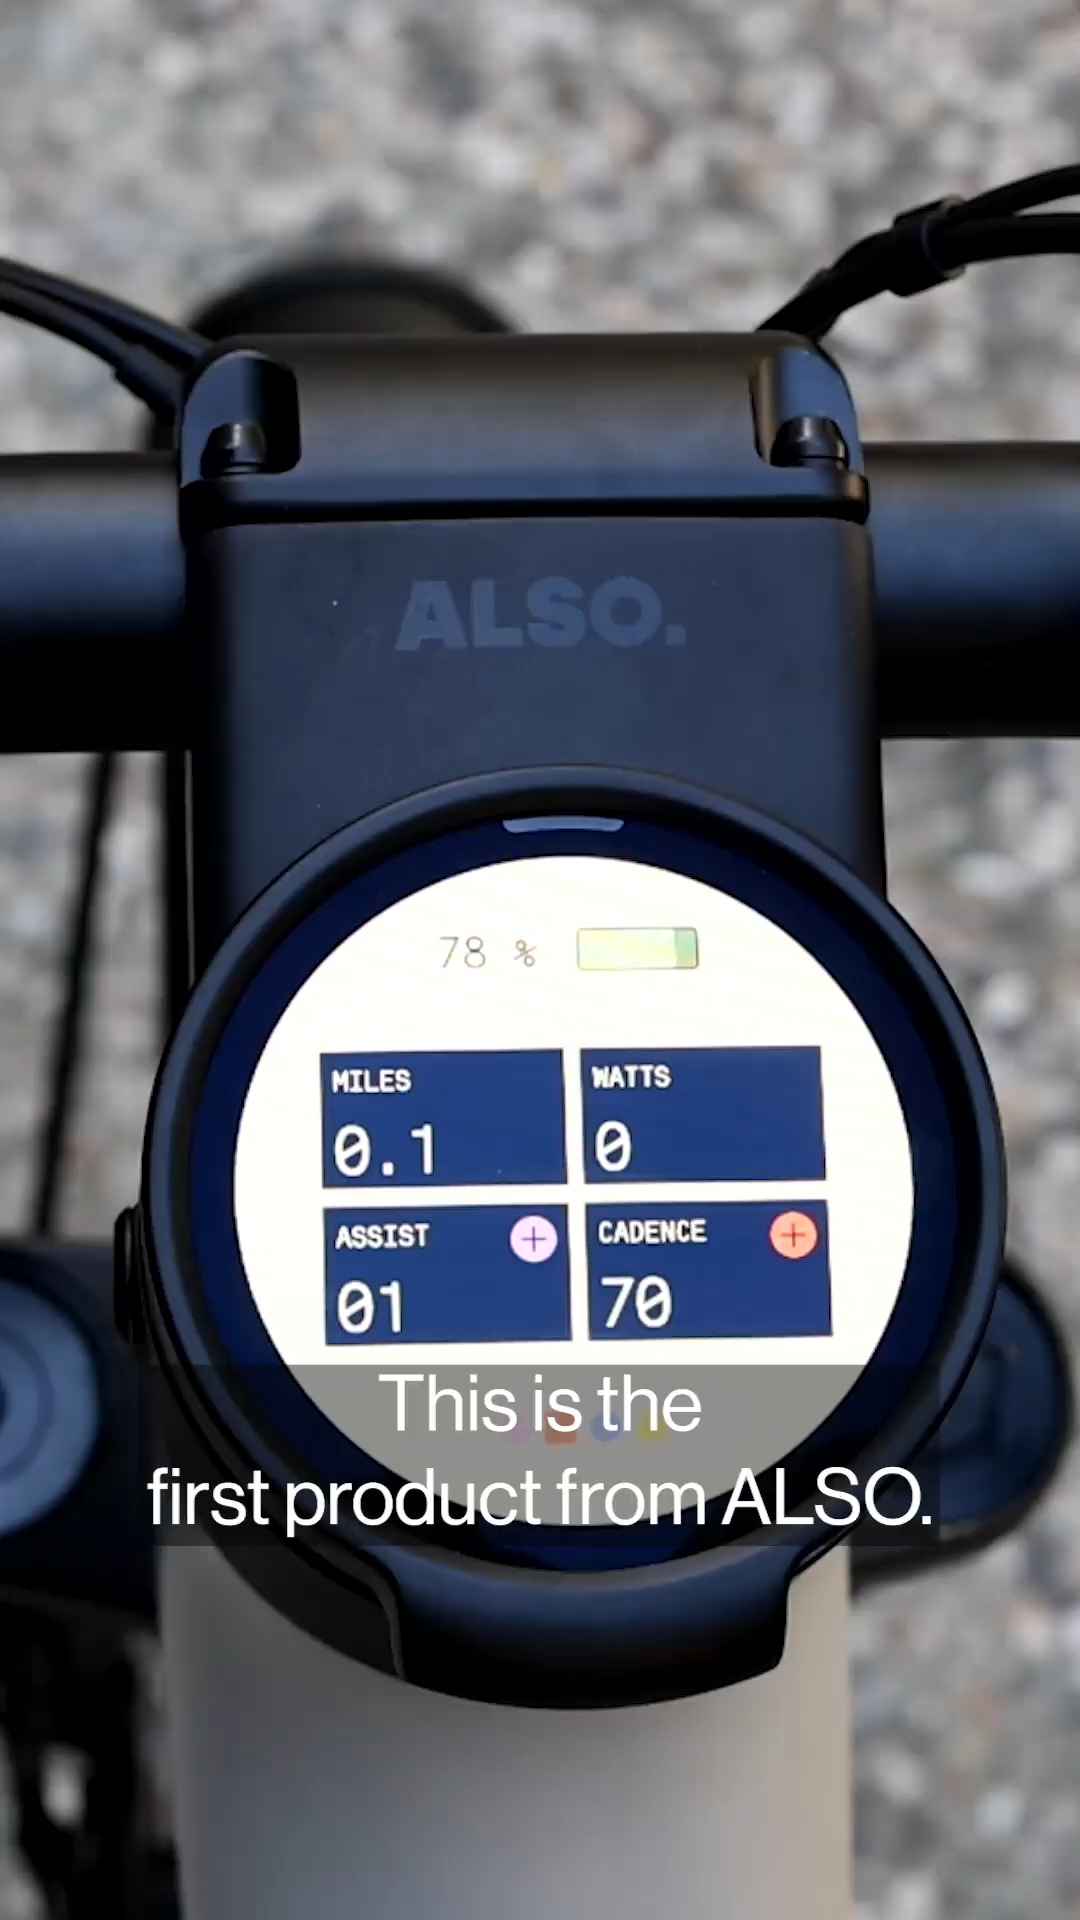 ALSO.
78 %
MILES
0.1
WATTS
0
ASSIST
01
CADENCE
70
This is the
first product from ALSO.